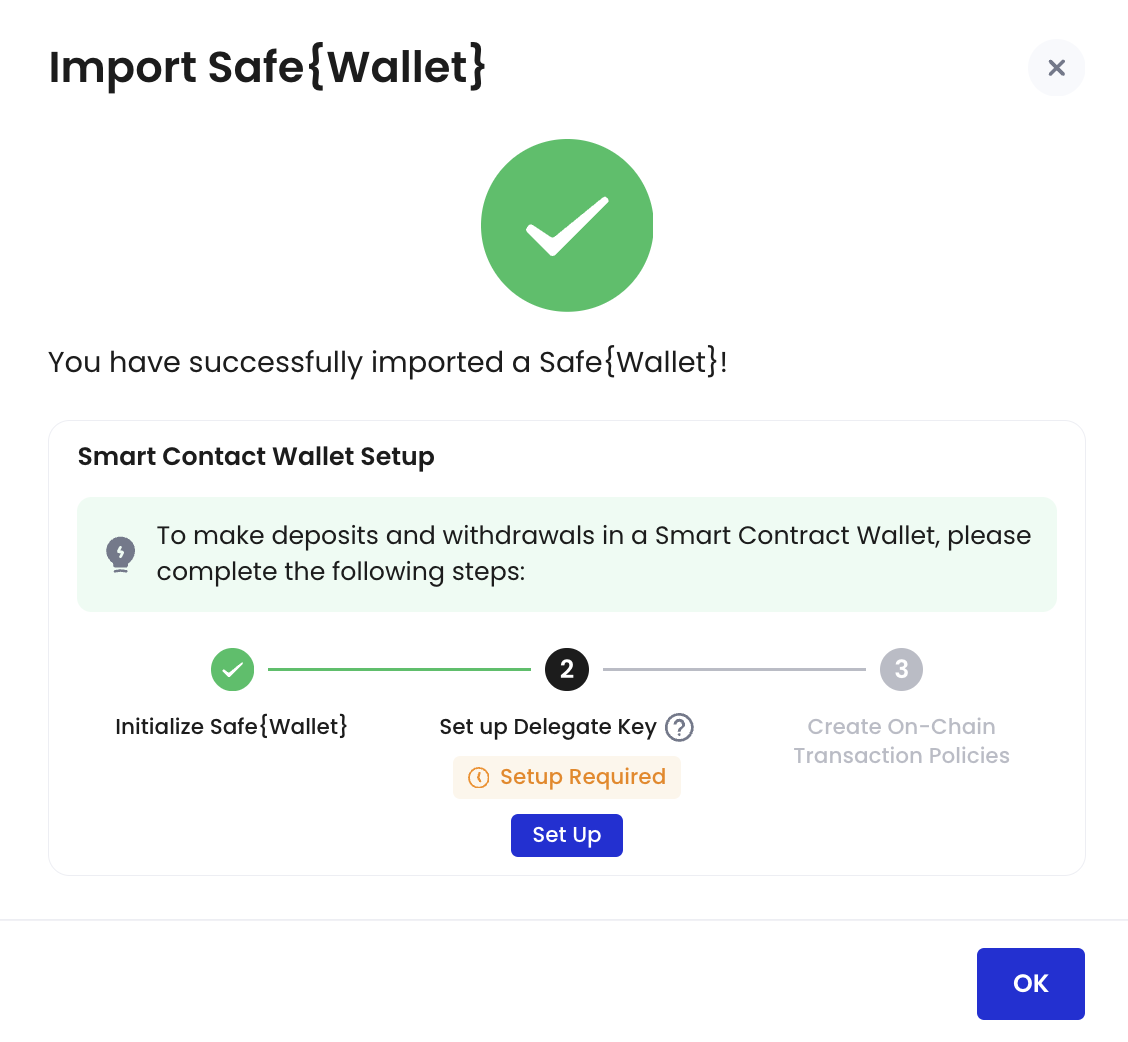 Import Safe{Wallet}
You have successfully imported a Safe{Wallet}!
Smart Contact Wallet Setup
To make deposits and withdrawals in a Smart Contract Wallet, please
complete the following steps:
2
3
Initialize Safe{Wallet}
Set up Delegate Key ?
Create On-Chain
Transaction Policies
Setup Required
Set Up
OK